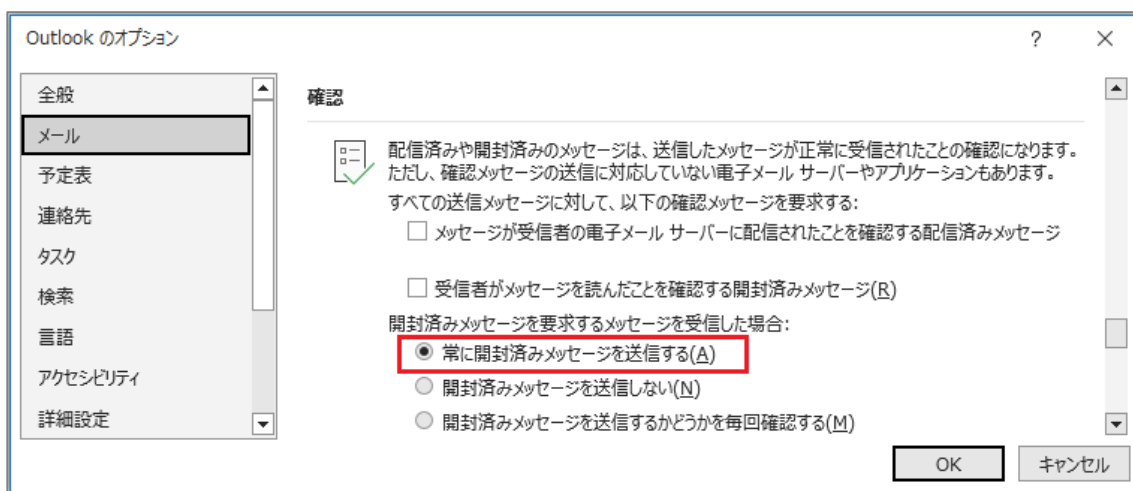 Outlook のオプション
?
×
全般
メール
予定表
連絡先
タスク
検索
言語
アクセシビリティ
詳細設定
確認
配信済みや開封済みのメッセージは、送信したメッセージが正常に受信されたことの確認になります。
ただし、確認メッセージの送信に対応していない電子メール サーバーやアプリケーションもあります。
すべての送信メッセージに対して、以下の確認メッセージを要求する:
メッセージが受信者の電子メール サーバーに配信されたことを確認する配信済みメッセージ
受信者がメッセージを読んだことを確認する開封済みメッセージ(R)
開封済みメッセージを要求するメッセージを受信した場合:
常に開封済みメッセージを送信する(A)
開封済みメッセージを送信しない(N)
開封済みメッセージを送信するかどうかを毎回確認する(M)
OK
キャンセル